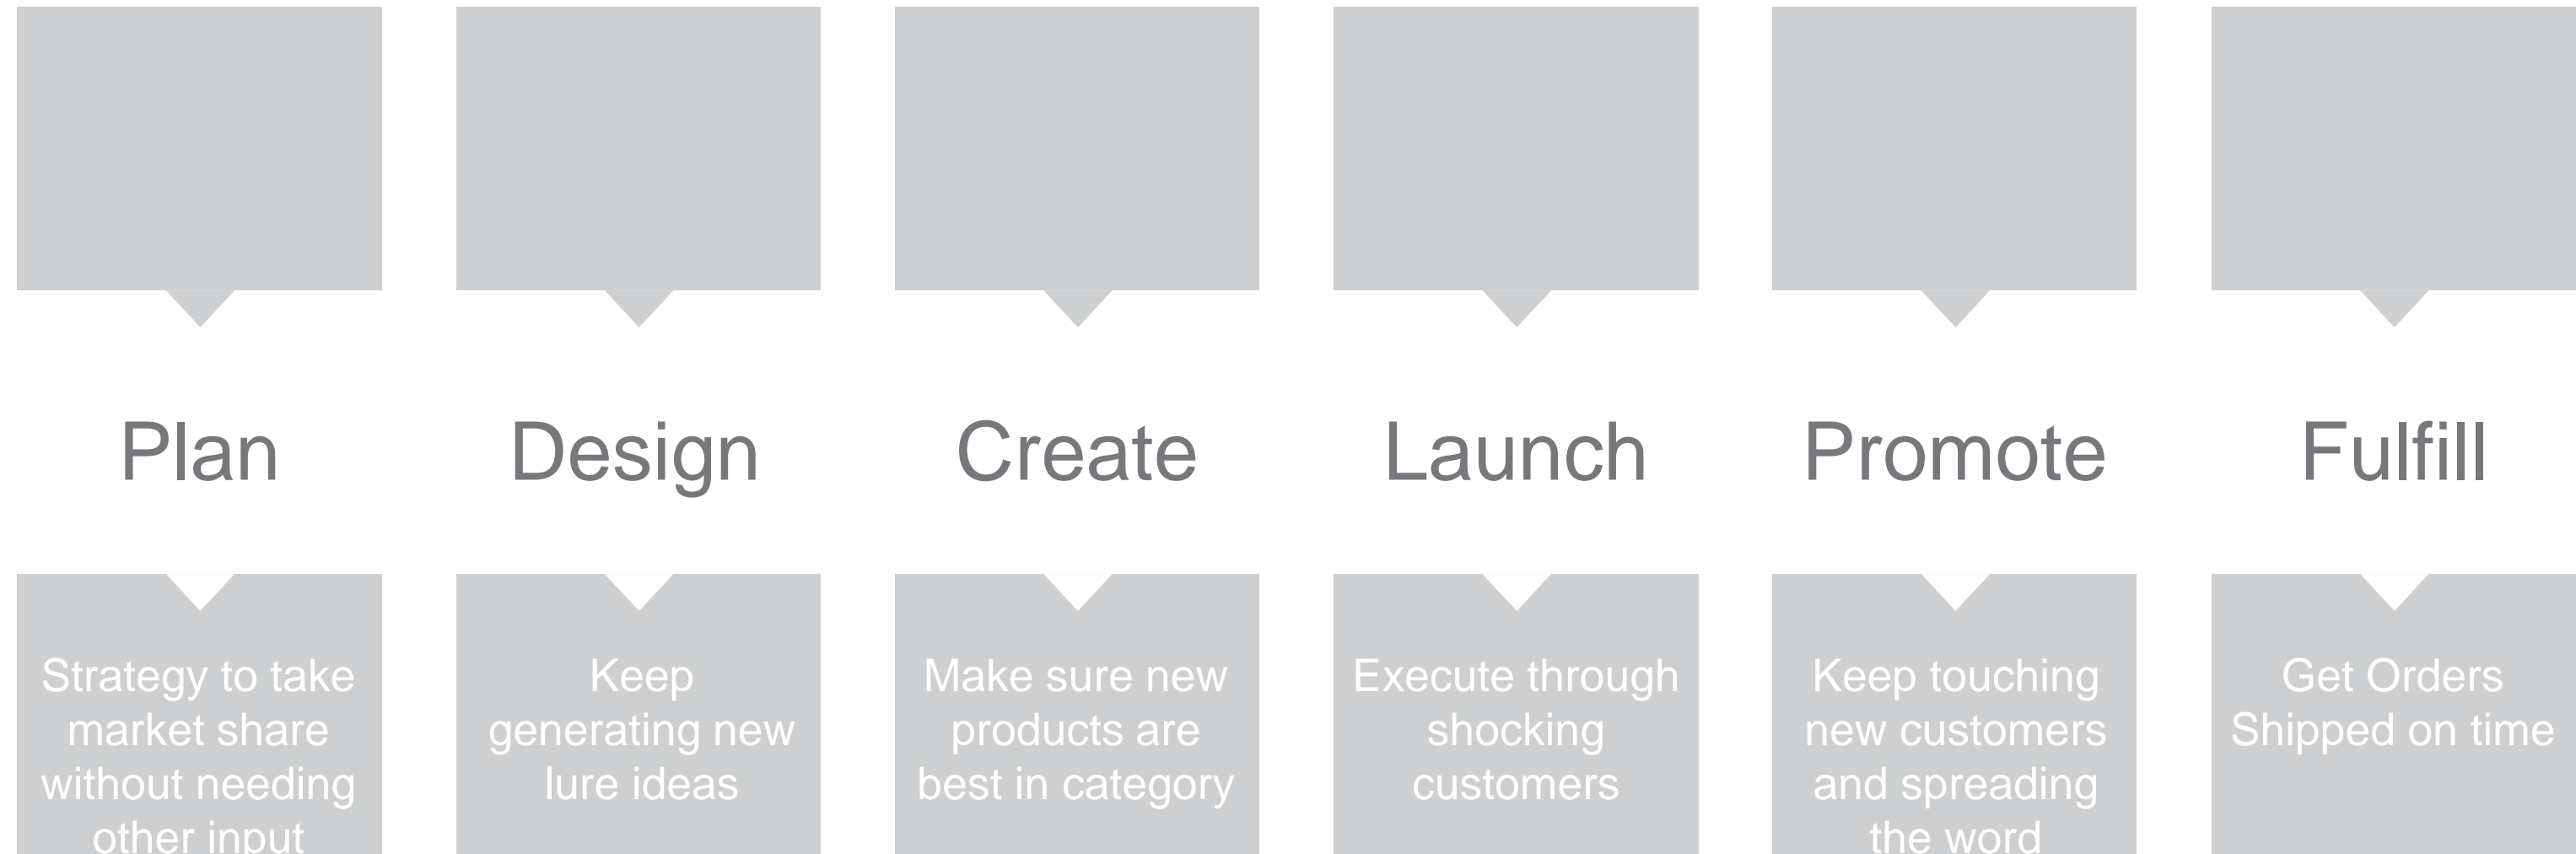 Plan
Design
Create
Launch
Promote
Fulfill
Strategy to take
market share
without needing
other input
Keep
generating new
lure ideas
Make sure new
products are
best in category
Execute through
shocking
customers
Keep touching
new customers
and spreading
the word
Get Orders
Shipped on time